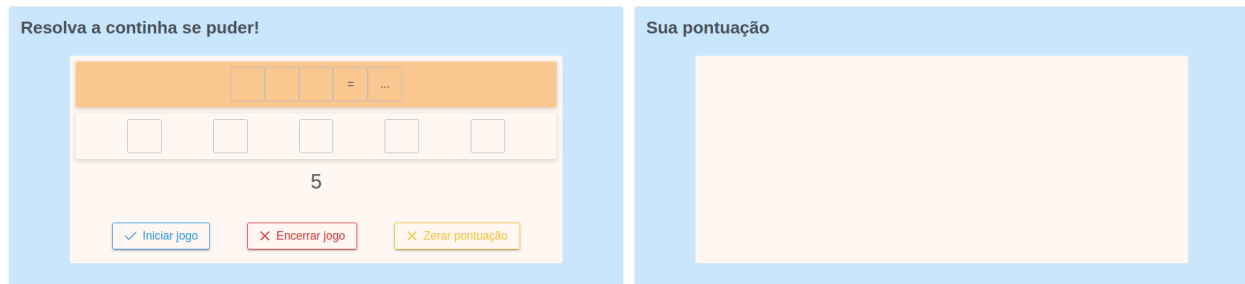 Resolva a continha se puder!
= ...
5
Iniciar jogo
Encerrar jogo
Zerar pontuação
Sua pontuação